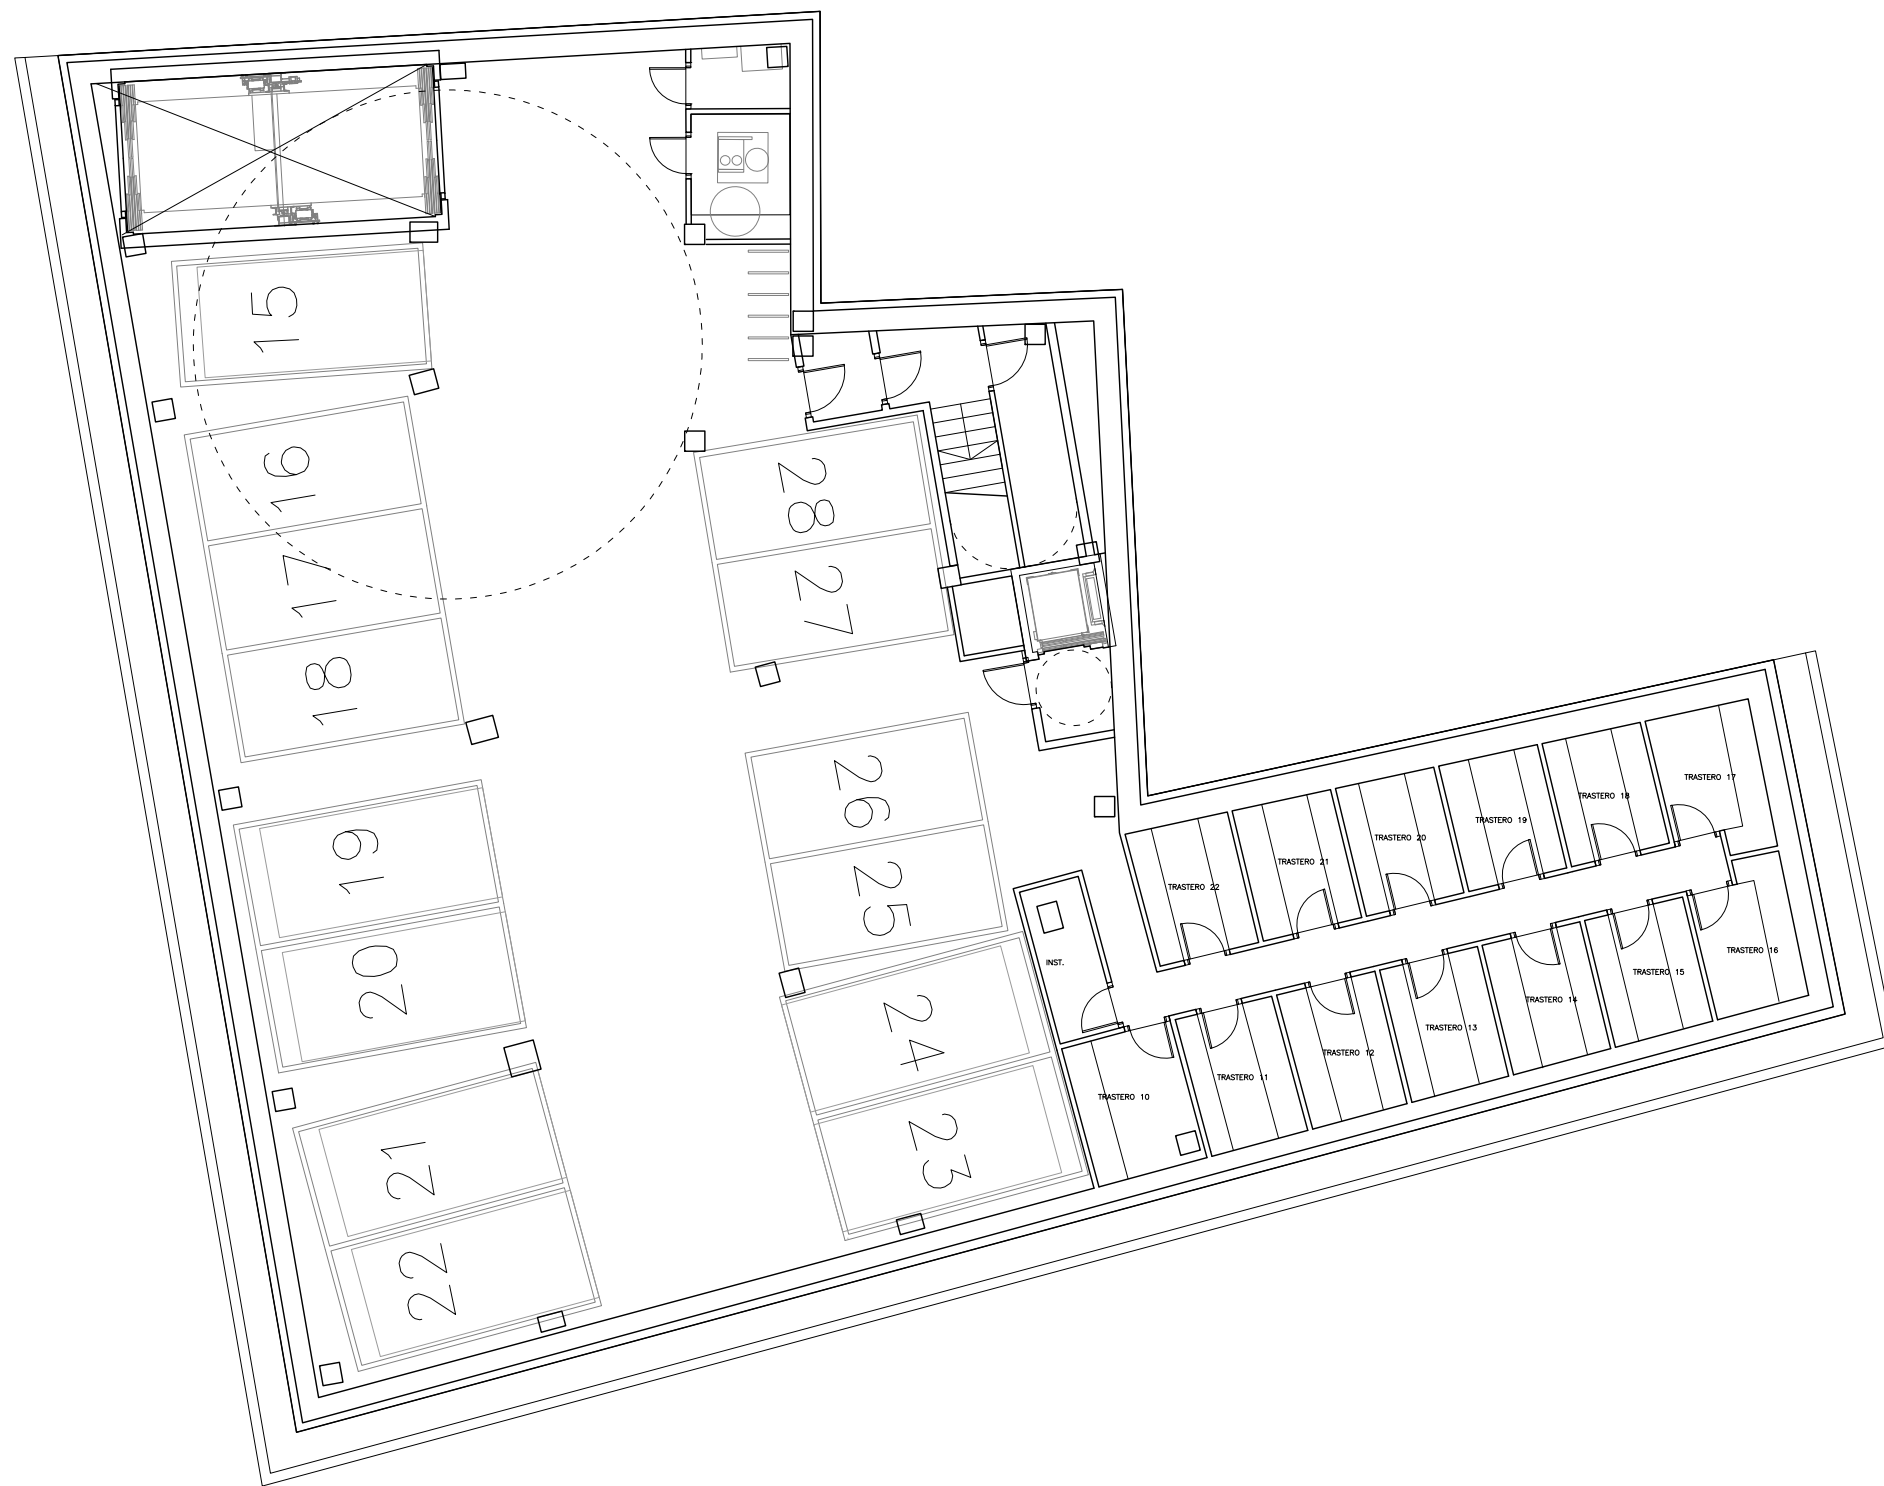 15
16
17
18
19
20
21
22
28
27
26
25
24
23
INST.
TRASTERO 22
TRASTERO 21
TRASTERO 20
TRASTERO 19
TRASTERO 18
TRASTERO 17
TRASTERO 10
TRASTERO 11
TRASTERO 12
TRASTERO 13
TRASTERO 14
TRASTERO 15
TRASTERO 16